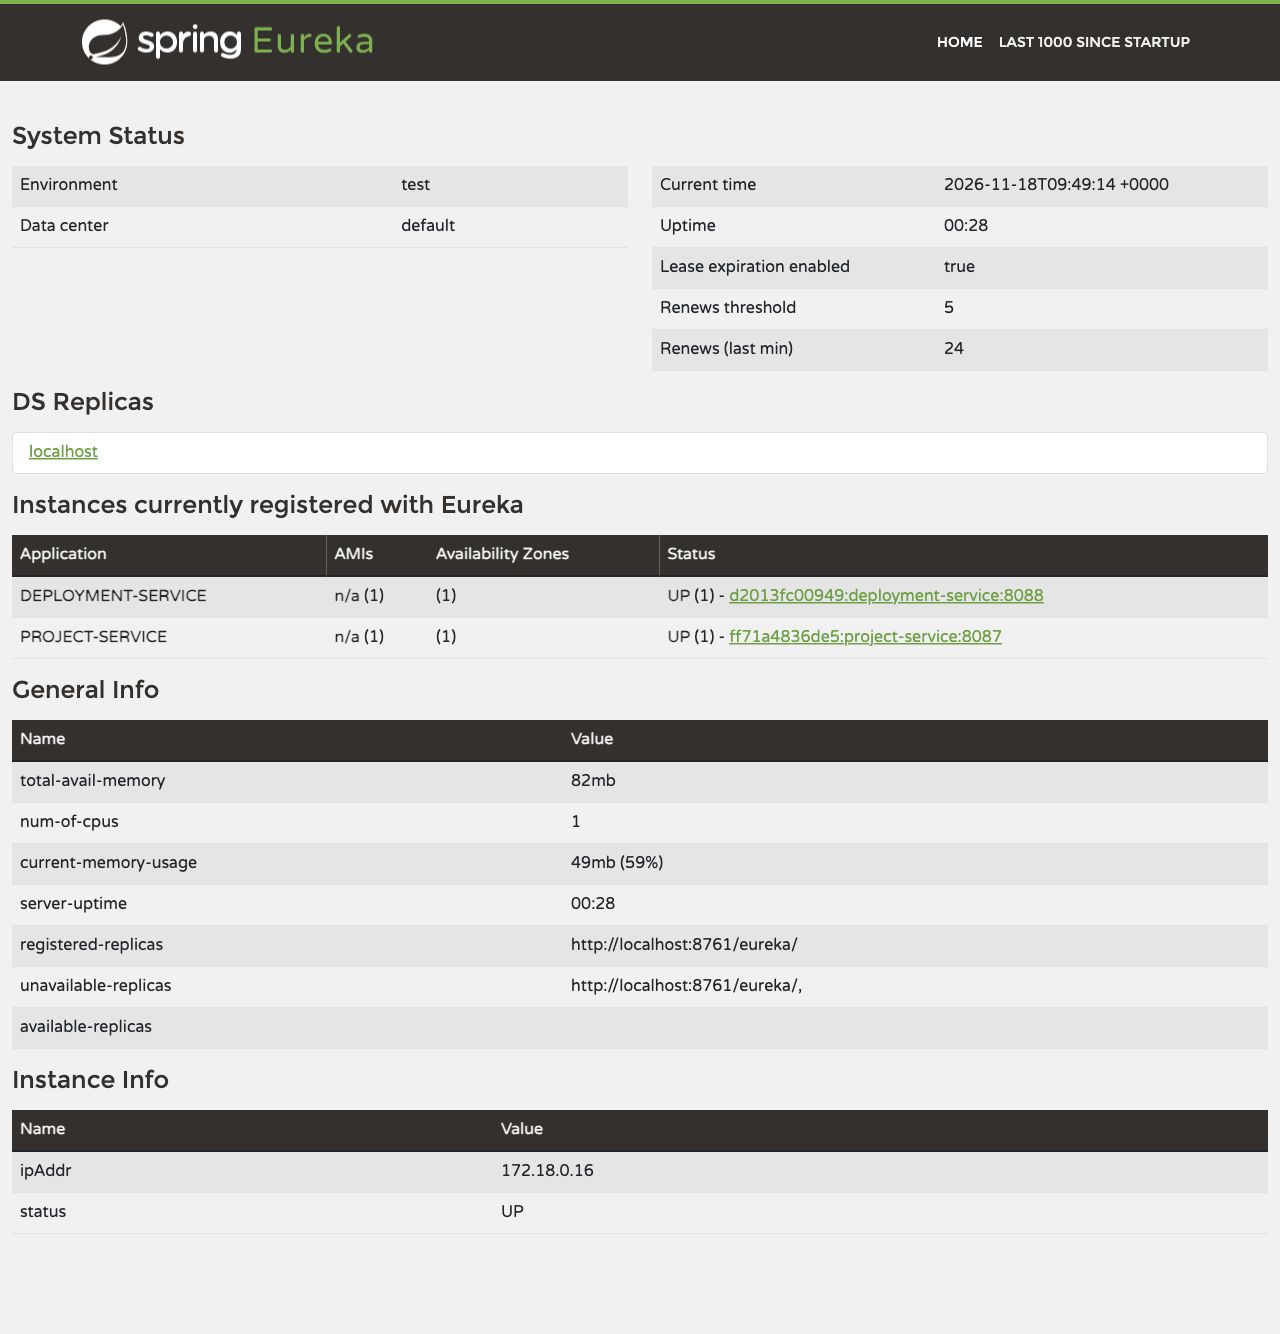 spring Eureka HOME LAST 1000 SINCE STARTUP
System Status
Environment test
Data center default
Current time 2026-11-18T09:49:14 +0000
Uptime 00:28
Lease expiration enabled true
Renews threshold 5
Renews (last min) 24
DS Replicas
localhost
Instances currently registered with Eureka
Application AMIs Availability Zones Status
DEPLOYMENT-SERVICE n/a (1) (1) UP (1) - d2013fc00949:deployment-service:8088
PROJECT-SERVICE n/a (1) (1) UP (1) - ff71a4836de5:project-service:8087
General Info
Name Value
total-avail-memory 82mb
num-of-cpus 1
current-memory-usage 49mb (59%)
server-uptime 00:28
registered-replicas http://localhost:8761/eureka/
unavailable-replicas http://localhost:8761/eureka/,
available-replicas
Instance Info
Name Value
ipAddr 172.18.0.16
status UP